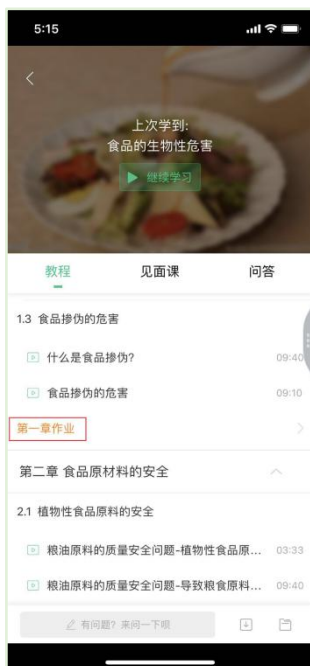 5:15
上次学到:
食品的生物性危害
继续学习
教程 见面课 问答
1.3 食品掺伪的危害
什么是食品掺伪? 09:40
食品掺伪的危害 09:10
第一章作业
第二章 食品原材料的安全
2.1 植物性食品原料的安全
粮油原料的质量安全问题-植物性食品原... 03:33
粮油原料的质量安全问题-导致粮食原料... 09:40
有问题? 来问一下呗